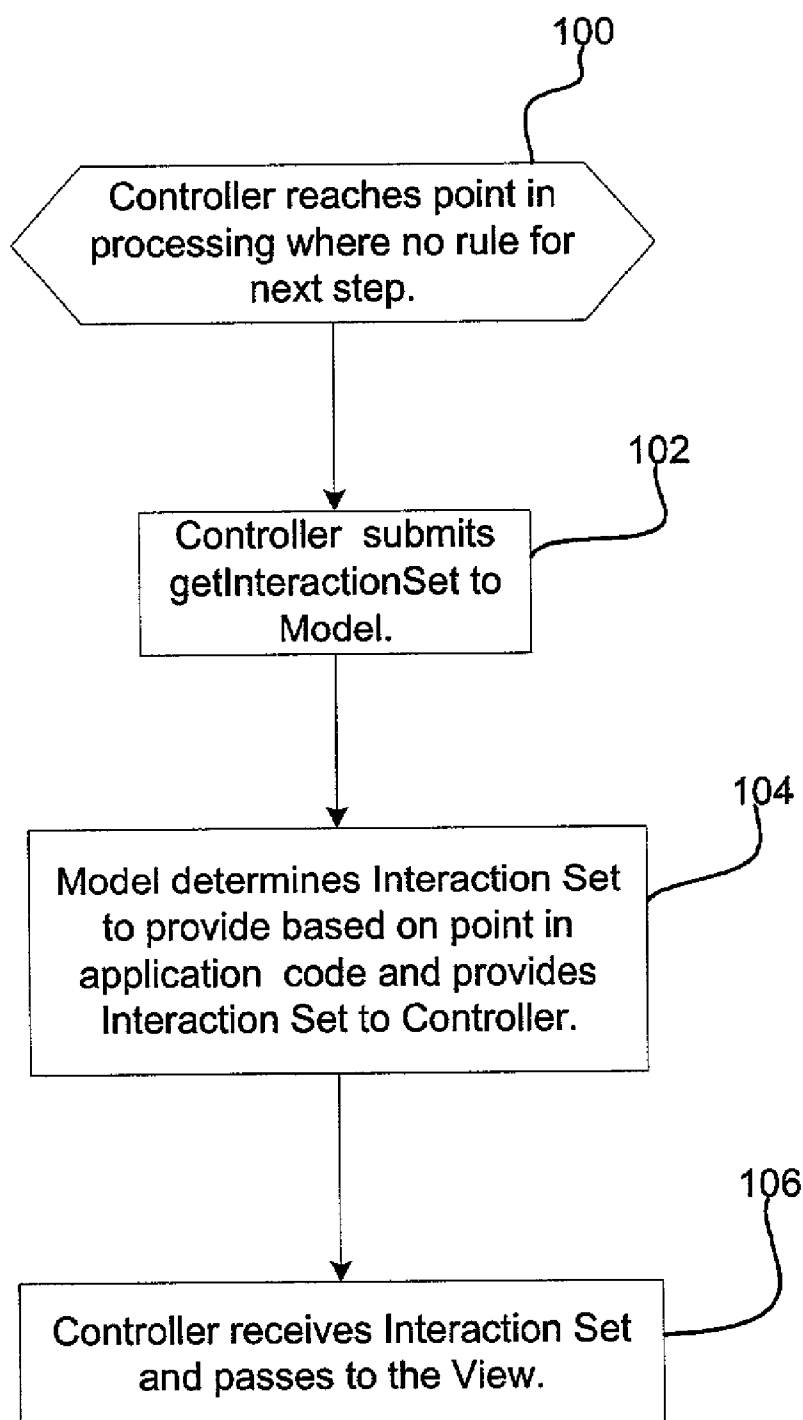 100
Controller reaches point in
processing where no rule for
next step.
102
Controller submits
getInteractionSet to
Model.
104
Model determines Interaction Set
to provide based on point in
application code and provides
Interaction Set to Controller.
106
Controller receives Interaction Set
and passes to the View.